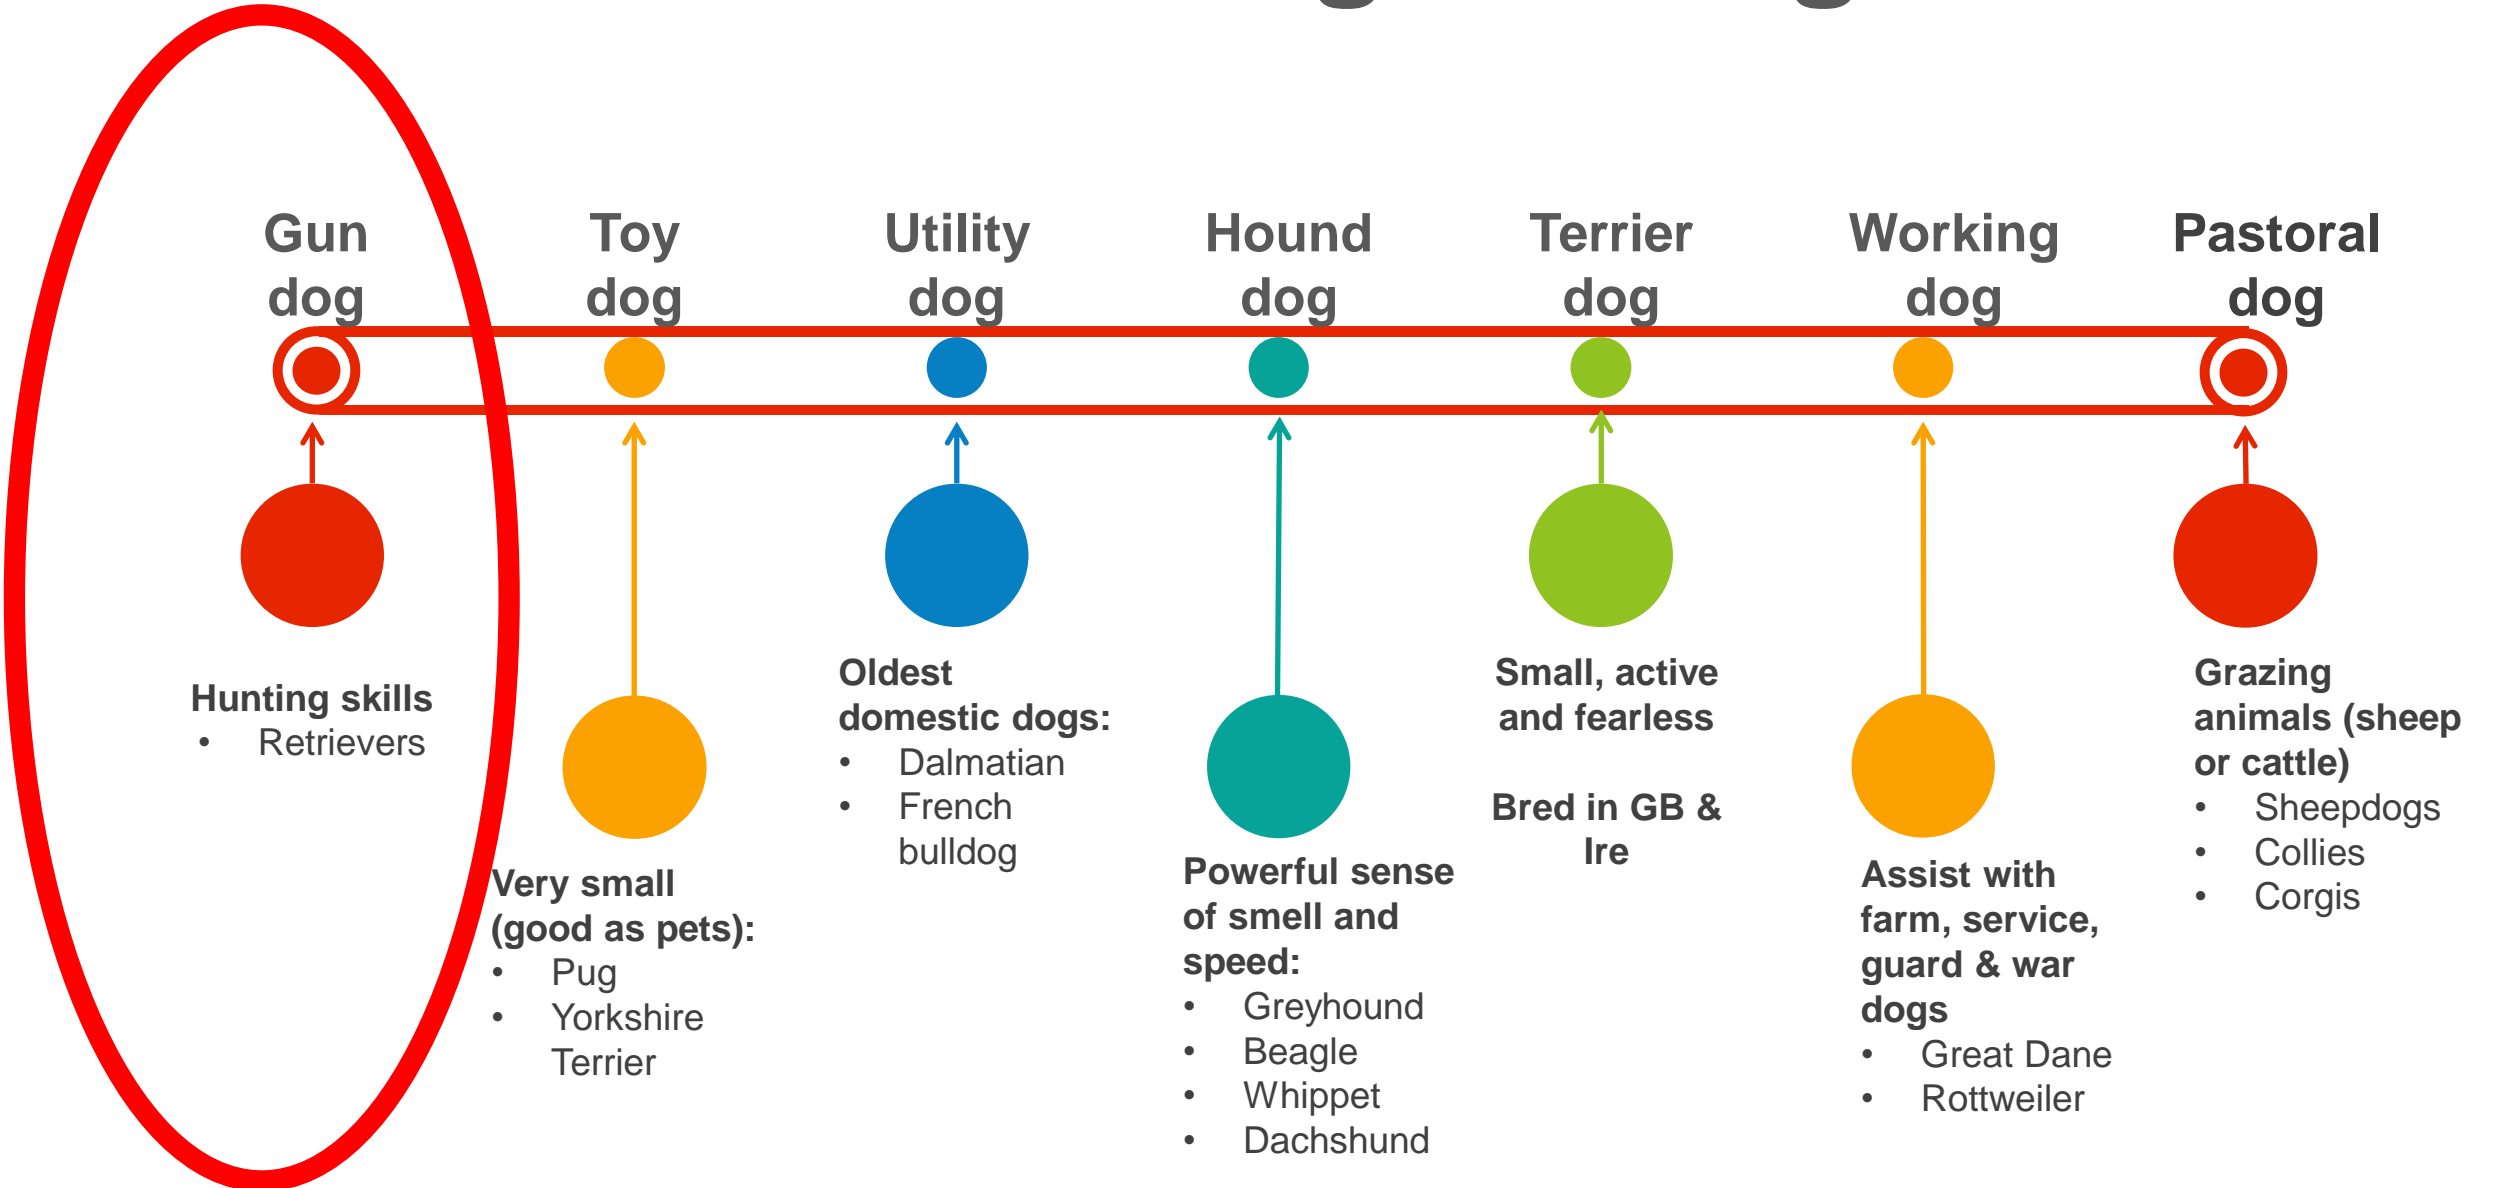 Gun
dog
Toy
dog
Utility
dog
Hound
dog
Terrier
dog
Working
dog
Pastoral
dog
Hunting skills
• Retrievers
Very small
(good as pets):
• Pug
• Yorkshire
Terrier
Oldest
domestic dogs:
• Dalmatian
• French
bulldog
Powerful sense
of smell and
speed:
• Greyhound
• Beagle
• Whippet
• Dachshund
Small, active
and fearless
Bred in GB &
Ire
Assist with
farm, service,
guard & war
dogs
• Great Dane
• Rottweiler
Grazing
animals (sheep
or cattle)
• Sheepdogs
• Collies
• Corgis